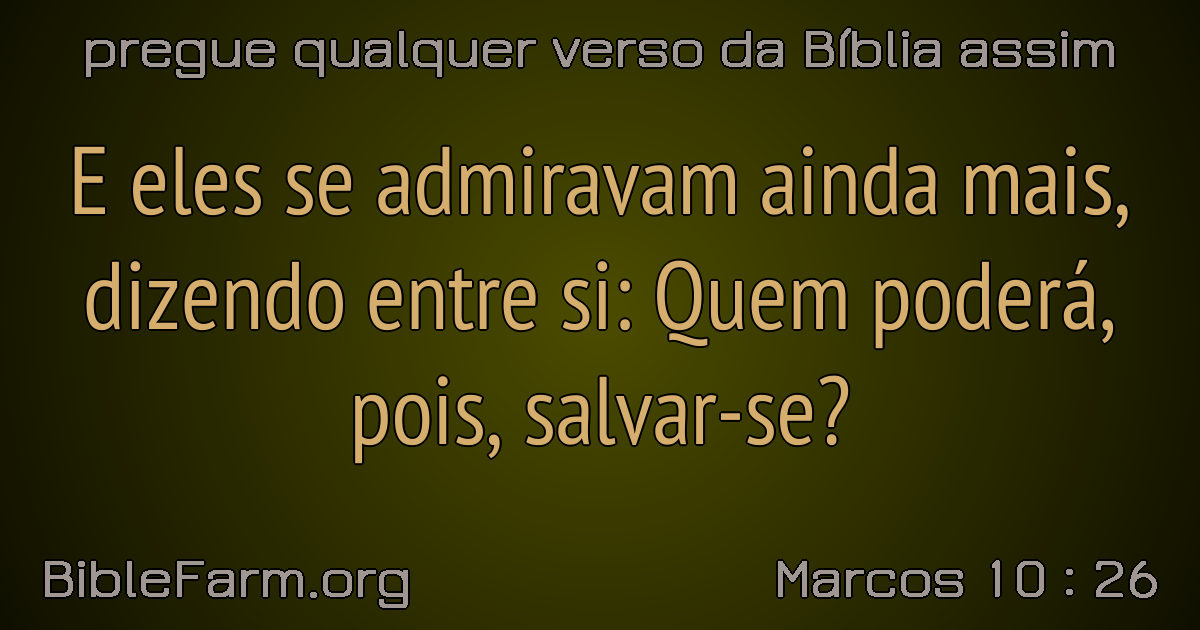 pregue qualquer verso da Bíblia assim
E eles se admiravam ainda mais,
dizendo entre si: Quem poderá,
pois, salvar-se?
BibleFarm.org
Marcos 10 : 26